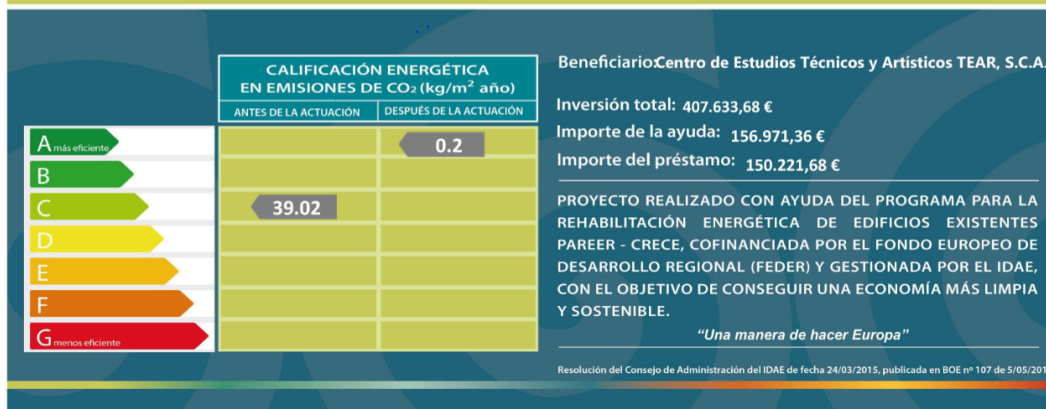 CALIFICACIÓN ENERGÉTICA
EN EMISIONES DE CO₂ (kg/m² año)
ANTES DE LA ACTUACIÓN
DESPUÉS DE LA ACTUACIÓN
A más eficiente
0.2
B
C
39.02
D
E
F
G menos eficiente
Beneficiario:Centro de Estudios Técnicos y Artísticos TEAR, S.C.A.
Inversión total: 407.633,68 €
Importe de la ayuda: 156.971,36 €
Importe del préstamo: 150.221,68 €
PROYECTO REALIZADO CON AYUDA DEL PROGRAMA PARA LA
REHABILITACIÓN ENERGÉTICA DE EDIFICIOS EXISTENTES
PAREER - CRECE, COFINANCIADA POR EL FONDO EUROPEO DE
DESARROLLO REGIONAL (FEDER) Y GESTIONADA POR EL IDAE,
CON EL OBJETIVO DE CONSEGUIR UNA ECONOMÍA MÁS LIMPIA
Y SOSTENIBLE.
“Una manera de hacer Europa”
Resolución del Consejo de Administración del IDAE de fecha 24/03/2015, publicada en BOE nº 107 de 5/05/201